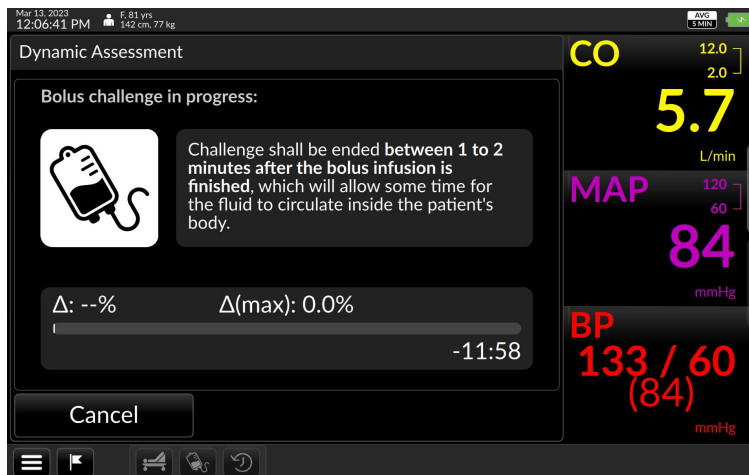 Mar 13, 2023
12:06:41 PM
F, 81 yrs
142 cm, 77 kg
AVG
5 MIN
Dynamic Assessment
Bolus challenge in progress:
Challenge shall be ended between 1 to 2
minutes after the bolus infusion is
finished, which will allow some time for
the fluid to circulate inside the patient's
body.
Δ: --%
Δ(max): 0.0%
-11:58
Cancel
CO
12.0
2.0
5.7
L/min
MAP
120
60
84
mmHg
BP
133 / 60
(84)
mmHg